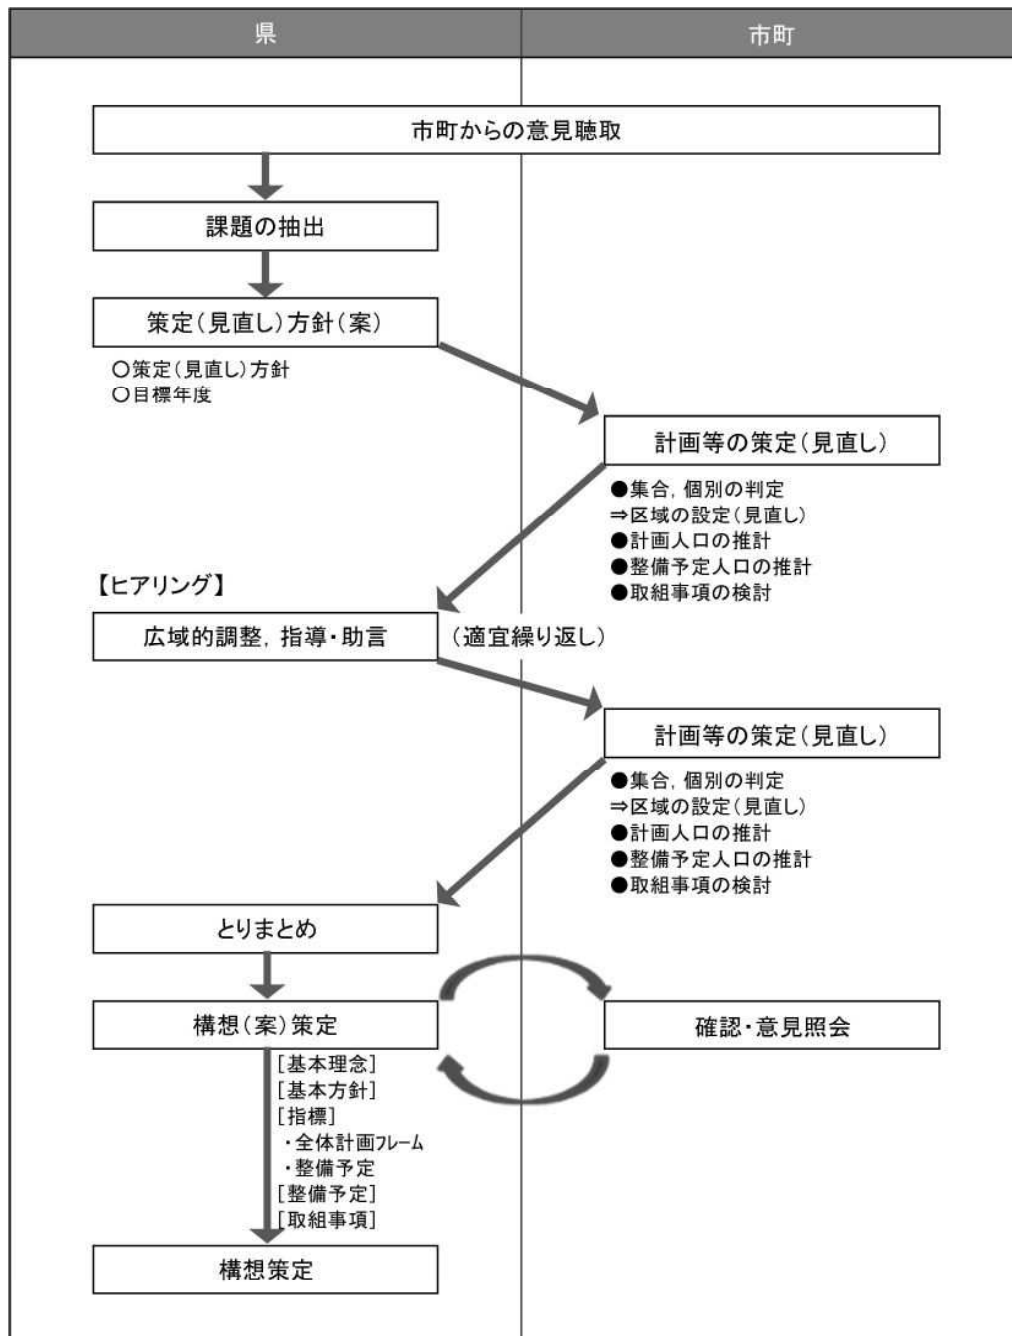 県
市町
市町からの意見聴取
課題の抽出
策定(見直し)方針(案)
○策定(見直し)方針
○目標年度
計画等の策定(見直し)
●集合, 個別の判定
⇒区域の設定(見直し)
●計画人口の推計
●整備予定人口の推計
●取組事項の検討
【ヒアリング】
広域的調整, 指導・助言
(適宜繰り返し)
計画等の策定(見直し)
●集合, 個別の判定
⇒区域の設定(見直し)
●計画人口の推計
●整備予定人口の推計
●取組事項の検討
とりまとめ
構想(案)策定
確認・意見照会
[基本理念]
[基本方針]
[指標]
・全体計画フレーム
・整備予定
[整備予定]
[取組事項]
構想策定